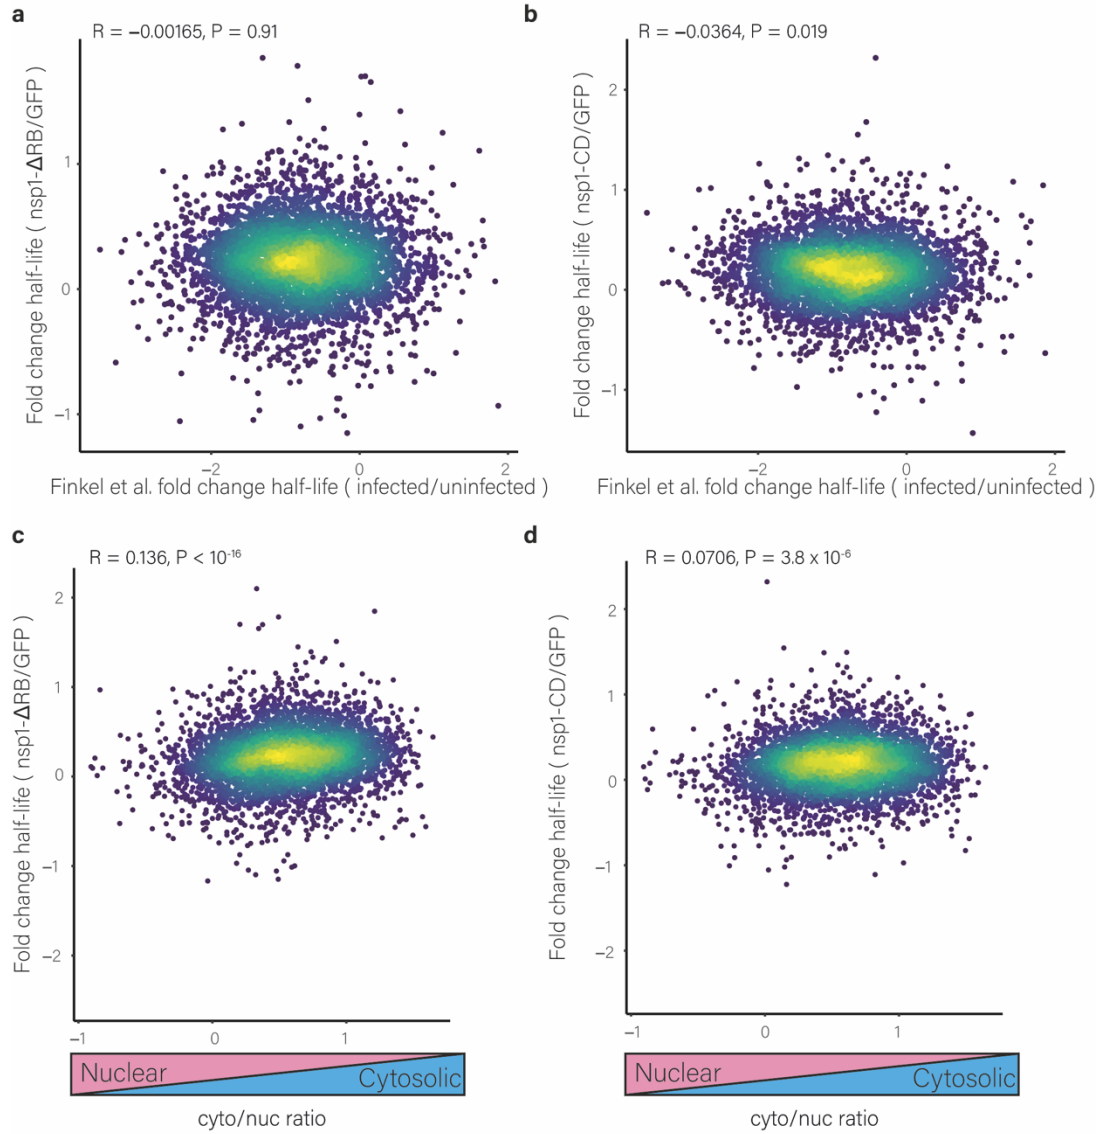 a
R = −0.00165, P = 0.91
Fold change half-life ( nsp1-ΔRB/GFP )
1
0
−1
−2
0
2
Finkel et al. fold change half-life ( infected/uninfected )
b
R = −0.0364, P = 0.019
Fold change half-life ( nsp1-CD/GFP )
2
1
0
−1
−2
0
2
Finkel et al. fold change half-life ( infected/uninfected )
c
R = 0.136, P < 10⁻¹⁶
Fold change half-life ( nsp1-ΔRB/GFP )
2
1
0
−1
−2
−1
0
1
Nuclear
Cytosolic
cyto/nuc ratio
d
R = 0.0706, P = 3.8 x 10⁻⁶
Fold change half-life ( nsp1-CD/GFP )
2
1
0
−1
−2
−1
0
1
Nuclear
Cytosolic
cyto/nuc ratio